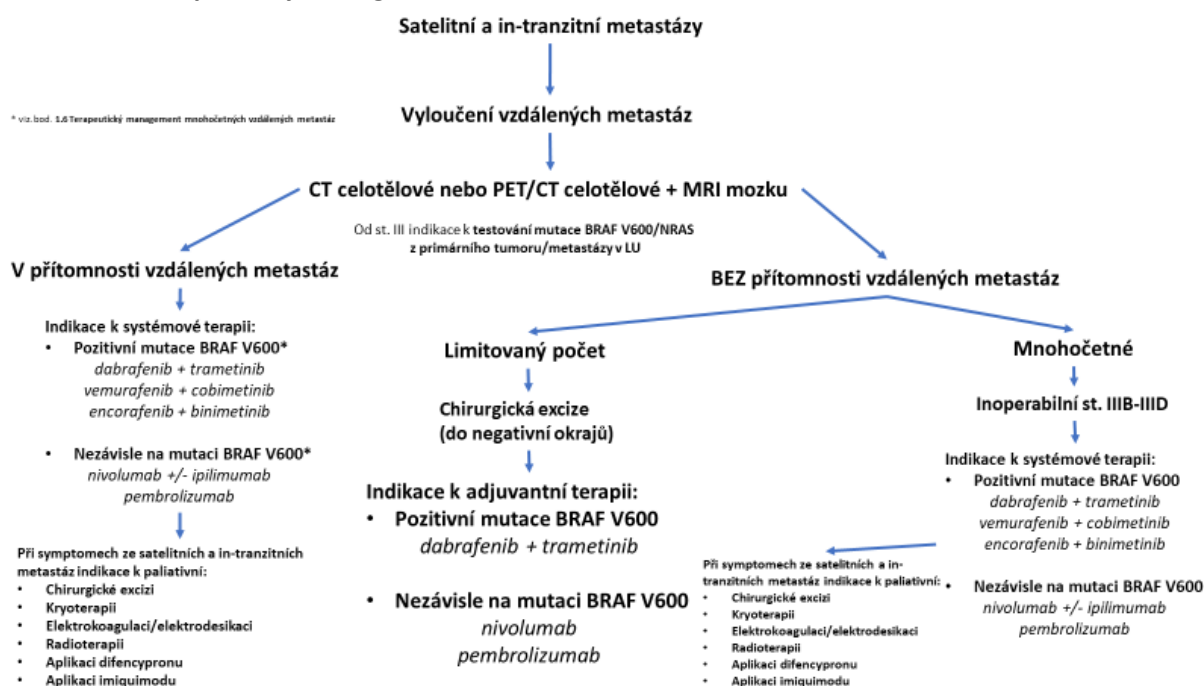 Satelitní a in-tranzitní metastázy
* viz. bod. 1.6 Terapeutický management mnohočetných vzdálených metastáz
Vyloučení vzdálených metastáz
CT celotělové nebo PET/CT celotělové + MRI mozku
Od st. III indikace k testování mutace BRAF V600/NRAS
z primárního tumoru/metastázy v LU
V přítomnosti vzdálených metastáz
Indikace k systémové terapii:
• Pozitivní mutace BRAF V600*
dabrafenib + trametinib
vemurafenib + cobimetinib
encorafenib + binimetinib
• Nezávisle na mutaci BRAF V600*
nivolumab +/- ipilimumab
pembrolizumab
Při symptomech ze satelitních a in-tranzitních
metastáz indikace k paliativní:
• Chirurgické excizi
• Kryoterapii
• Elektrokoagulaci/elektrodesikaci
• Radioterapii
• Aplikaci difencypronu
• Aplikaci imiquimodu
BEZ přítomnosti vzdálených metastáz
Limitovaný počet
Chirurgická excize
(do negativní okrajů)
Indikace k adjuvantní terapii:
• Pozitivní mutace BRAF V600
dabrafenib + trametinib
• Nezávisle na mutaci BRAF V600
nivolumab
pembrolizumab
Mnohočetné
Inoperabilní st. IIIB-IIID
Indikace k systémové terapii:
• Pozitivní mutace BRAF V600
dabrafenib + trametinib
vemurafenib + cobimetinib
encorafenib + binimetinib
• Nezávisle na mutaci BRAF V600
nivolumab +/- ipilimumab
pembrolizumab
Při symptomech ze satelitních a in-
tranzitních metastáz indikace k paliativní:
• Chirurgické excizi
• Kryoterapii
• Elektrokoagulaci/elektrodesikaci
• Radioterapii
• Aplikaci difencypronu
• Aplikaci imiquimodu